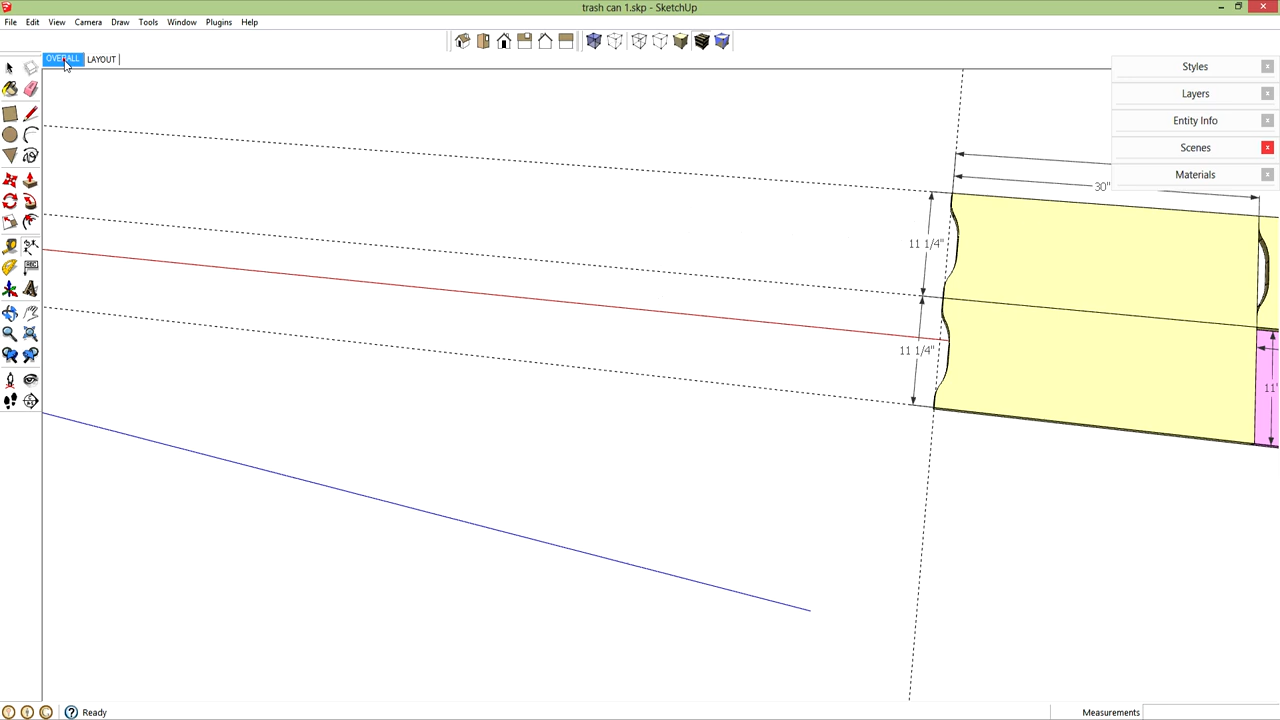 trash can 1.skp - SketchUp
File Edit View Camera Draw Tools Window Plugins Help
OVERALL LAYOUT
Styles
Layers
Entity Info
Scenes
Materials
30"
11 1/4"
11 1/4"
11"
Ready
Measurements